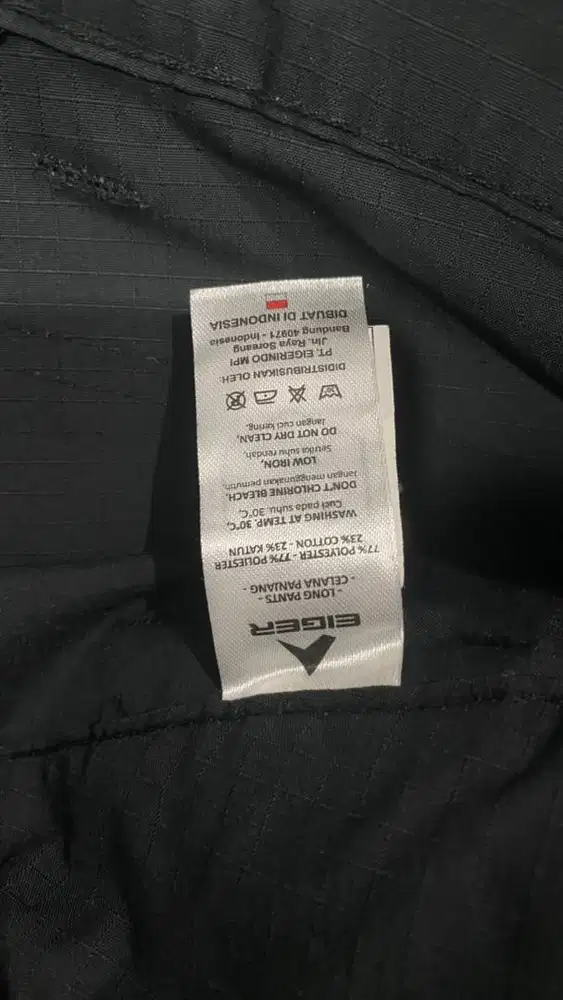 EIGER
- LONG PANTS -
- CELANA PANJANG -
77% POLYESTER - 77% POLIESTER
23% COTTON - 23% KATUN
WASHING AT TEMP. 30°C,
Cuci pada suhu. 30°C,
DON'T CHLORINE BLEACH,
Jangan menggunakan pemutih,
LOW IRON,
Setrika suhu rendah,
DO NOT DRY CLEAN,
Jangan cuci kering,
DIDISTRIBUSIKAN OLEH:
PT. EIGERINDO MPI
Jln. Raya Soreang
Bandung 40971 - Indonesia
DIBUAT DI INDONESIA